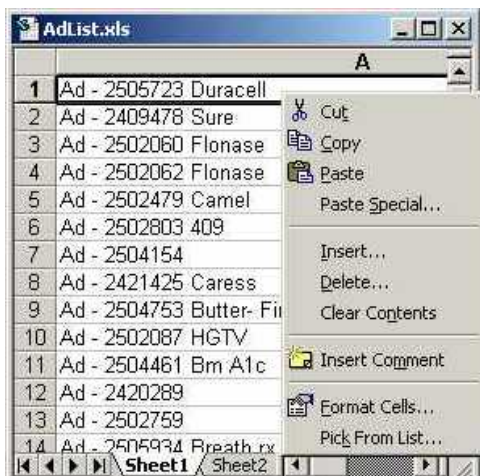 AdList.xls
A
1 Ad - 2505723 Duracell
2 Ad - 2409478 Sure
3 Ad - 2502060 Flonase
4 Ad - 2502062 Flonase
5 Ad - 2502479 Camel
6 Ad - 2502803 409
7 Ad - 2504154
8 Ad - 2421425 Caress
9 Ad - 2504753 Butter- Fi
10 Ad - 2502087 HGTV
11 Ad - 2504461 Bm A1c
12 Ad - 2420289
13 Ad - 2502759
14 Ad - 2505934 Breath rx
Cut
Copy
Paste
Paste Special...
Insert...
Delete...
Clear Contents
Insert Comment
Format Cells...
Pick From List...
Sheet1 Sheet2